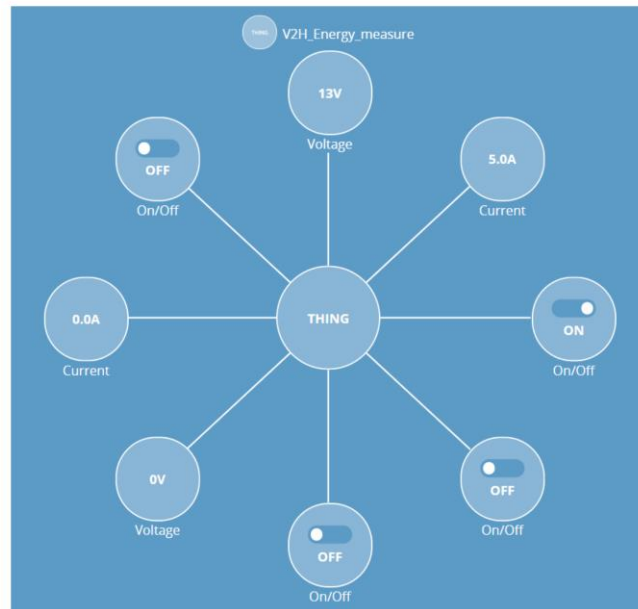 THING V2H_Energy_measure
13V
Voltage
OFF
On/Off
5.0A
Current
0.0A
Current
THING
ON
On/Off
0V
Voltage
OFF
On/Off
OFF
On/Off